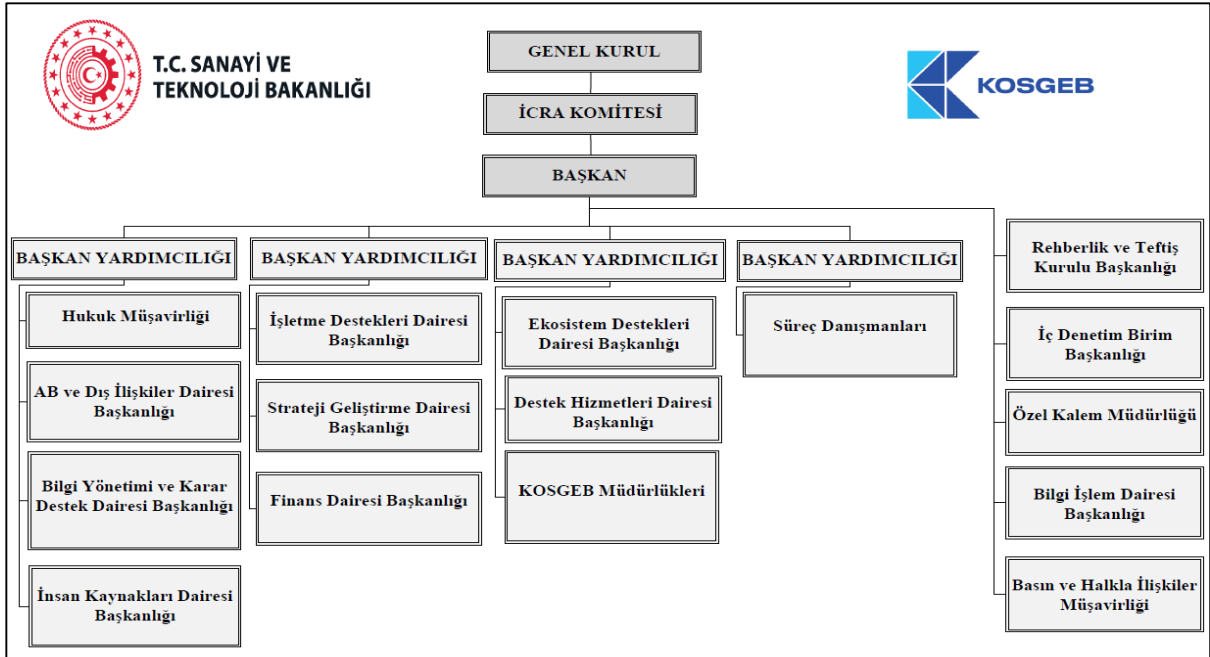 T.C. SANAYİ VE
TEKNOLOJİ BAKANLIĞI
GENEL KURUL
KOSGEB
İCRA KOMİTESİ
BAŞKAN
BAŞKAN YARDIMCILIĞI
Hukuk Müşavirliği
AB ve Dış İlişkiler Dairesi
Başkanlığı
Bilgi Yönetimi ve Karar
Destek Dairesi Başkanlığı
İnsan Kaynakları Dairesi
Başkanlığı
BAŞKAN YARDIMCILIĞI
İşletme Destekleri Dairesi
Başkanlığı
Strateji Geliştirme Dairesi
Başkanlığı
Finans Dairesi Başkanlığı
BAŞKAN YARDIMCILIĞI
Ekosistem Destekleri
Dairesi Başkanlığı
Destek Hizmetleri Dairesi
Başkanlığı
KOSGEB Müdürlükleri
BAŞKAN YARDIMCILIĞI
Süreç Danışmanları
Rehberlik ve Teftiş
Kurulu Başkanlığı
İç Denetim Birim
Başkanlığı
Özel Kalem Müdürlüğü
Bilgi İşlem Dairesi
Başkanlığı
Basın ve Halkla İlişkiler
Müşavirliği